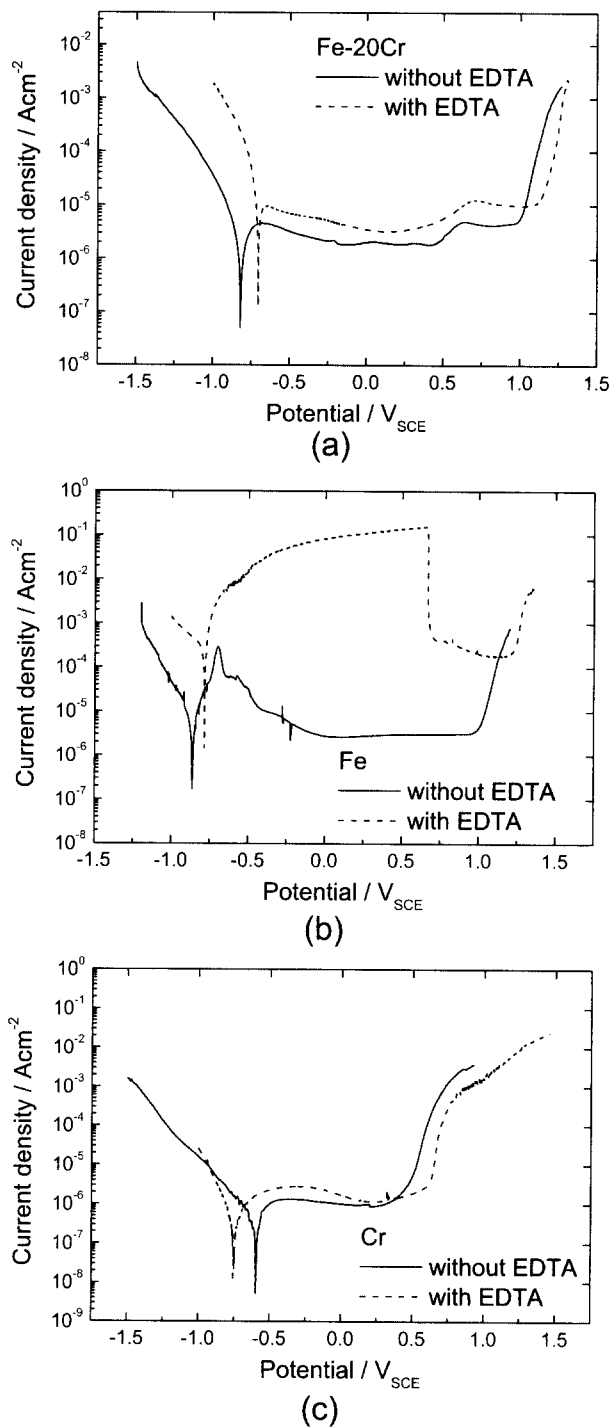 Fe-20Cr
without EDTA
with EDTA
10⁻²
10⁻³
10⁻⁴
10⁻⁵
10⁻⁶
10⁻⁷
10⁻⁸
Current density / Acm⁻²
-1.5 -1.0 -0.5 0.0 0.5 1.0 1.5
Potential / V_SCE
(a)
10⁰
10⁻¹
10⁻²
10⁻³
10⁻⁴
10⁻⁵
10⁻⁶
10⁻⁷
10⁻⁸
Current density / Acm⁻²
Fe
without EDTA
with EDTA
-1.5 -1.0 -0.5 0.0 0.5 1.0 1.5
Potential / V_SCE
(b)
10⁰
10⁻¹
10⁻²
10⁻³
10⁻⁴
10⁻⁵
10⁻⁶
10⁻⁷
10⁻⁸
10⁻⁹
Current density / Acm⁻²
Cr
without EDTA
with EDTA
-1.5 -1.0 -0.5 0.0 0.5 1.0 1.5
Potential / V_SCE
(c)